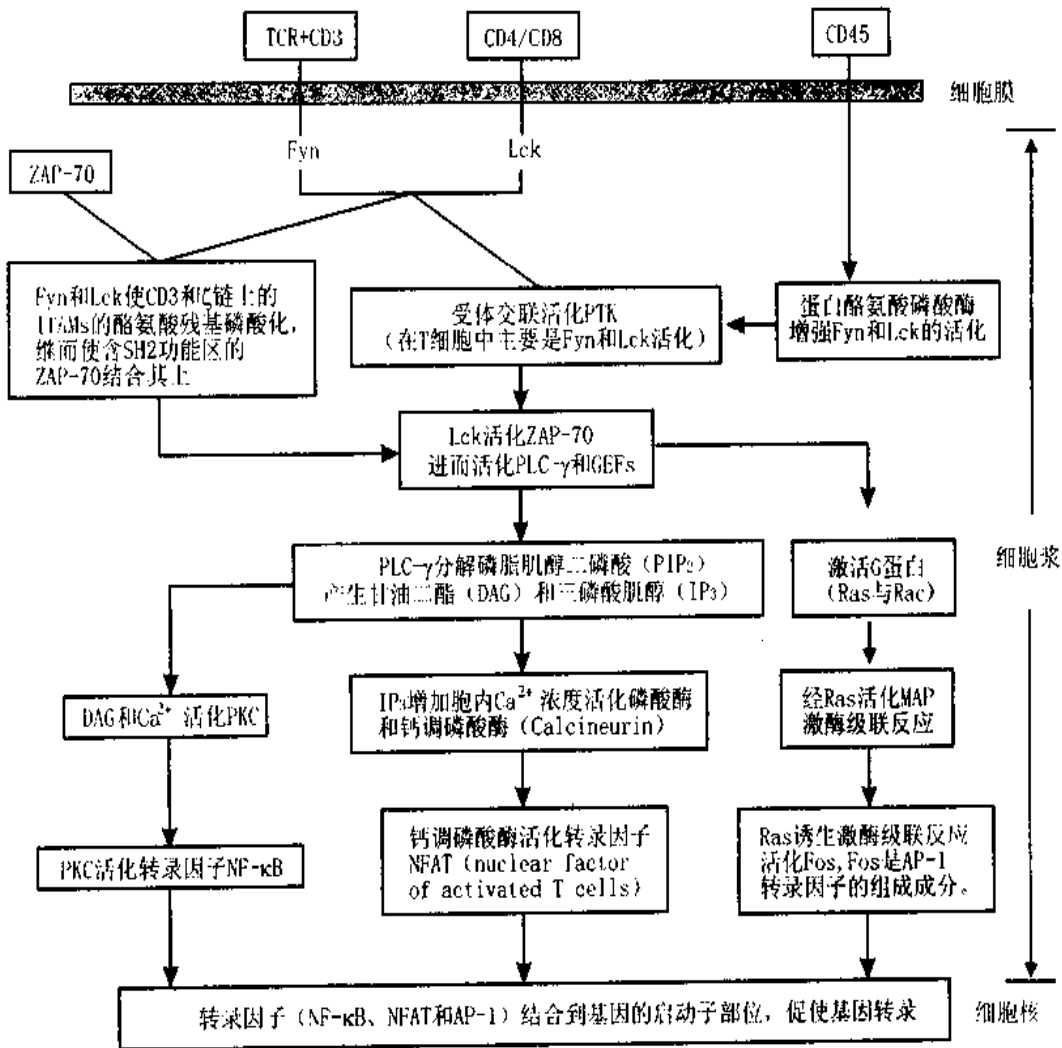 TCR+CD3
CD4/CD8
CD45
细胞膜
Fyn
Lck
ZAP-70
Fyn和Lck使CD3和ζ链上的
ITAMs的酪氨酸残基磷酸化,
继而使含SH2功能区的
ZAP-70结合其上
受体交联活化PTK
(在T细胞中主要是Fyn和Lck活化)
蛋白酪氨酸磷酸酶
增强Fyn和Lck的活化
Lck活化ZAP-70
进而活化PLC-γ和GEFs
PLC-γ分解磷脂肌醇二磷酸(PIP₂)
产生甘油二酯(DAG)和三磷酸肌醇(IP₃)
激活G蛋白
(Ras与Rac)
细胞浆
DAG和Ca²⁺ 活化PKC
IP₃增加胞内Ca²⁺ 浓度活化磷酸酶
和钙调磷酸酶(Calcineurin)
经Ras活化MAP
激酶级联反应
PKC活化转录因子NF-κB
钙调磷酸酶活化转录因子
NFAT(nuclear factor
of activated T cells)
Ras诱生激酶级联反应
活化Fos,Fos是AP-1
转录因子的组成成分。
转录因子(NF-κB、NFAT和AP-1)结合到基因的启动子部位,促使基因转录
细胞核